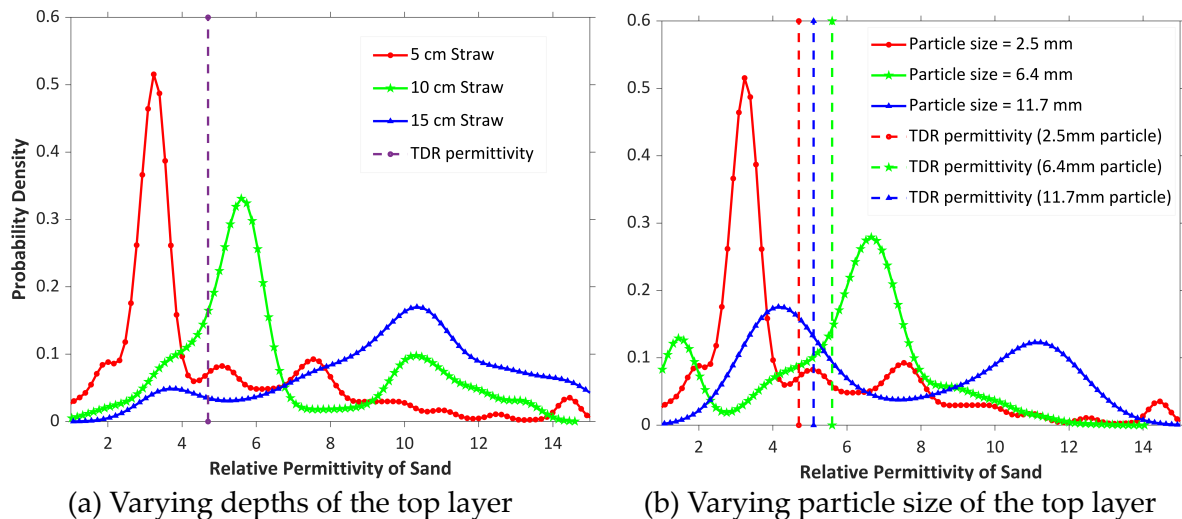 0.6
0.5
0.4
0.3
0.2
0.1
0
Probability Density
2 4 6 8 10 12 14
Relative Permittivity of Sand
5 cm Straw
10 cm Straw
15 cm Straw
TDR permittivity
(a) Varying depths of the top layer
0.6
0.5
0.4
0.3
0.2
0.1
0
2 4 6 8 10 12 14
Relative Permittivity of Sand
Particle size = 2.5 mm
Particle size = 6.4 mm
Particle size = 11.7 mm
TDR permittivity (2.5mm particle)
TDR permittivity (6.4mm particle)
TDR permittivity (11.7mm particle)
(b) Varying particle size of the top layer